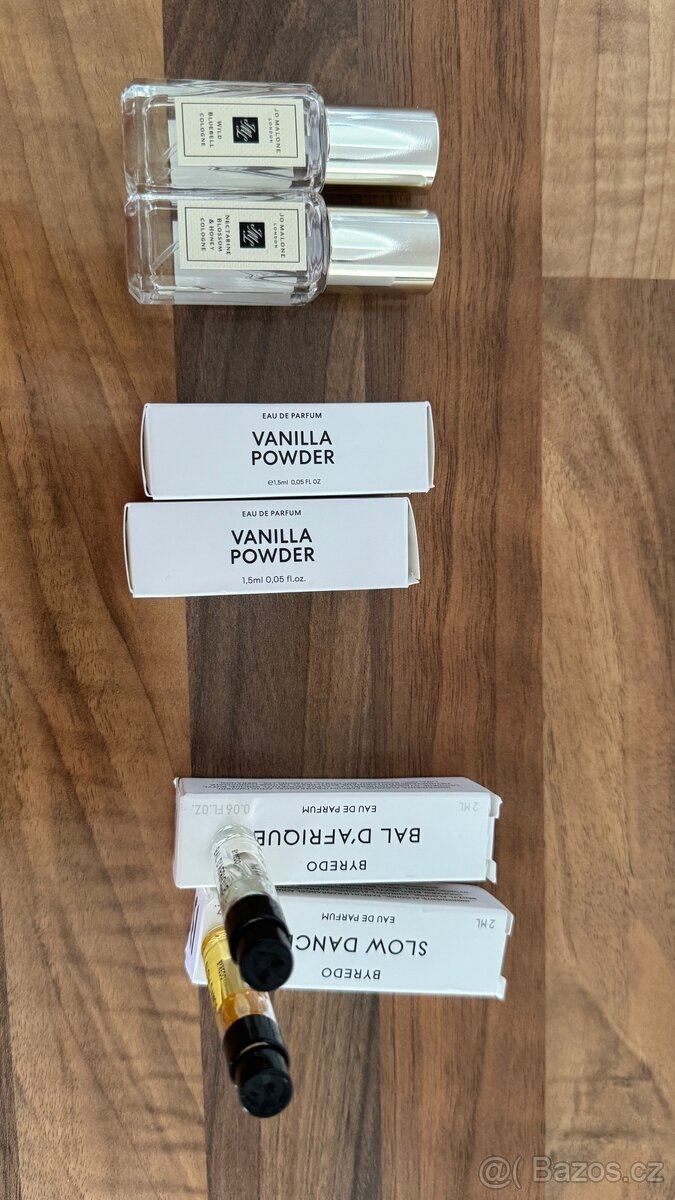 JO MALONE
LONDON
WILD
BLUEBELL
COLOGNE
JO MALONE
LONDON
NECTARINE
BLOSSOM
& HONEY
COLOGNE
EAU DE PARFUM
VANILLA
POWDER
℮1,5ml 0,05 FL OZ
EAU DE PARFUM
VANILLA
POWDER
1,5ml 0,05 fl.oz.
BYREDO
BAL D'AFRIQUE
EAU DE PARFUM
2 ML
0.06 FL.OZ.
BYREDO
SLOW DANC
EAU DE PARFUM
2 ML
@( Bazos.cz